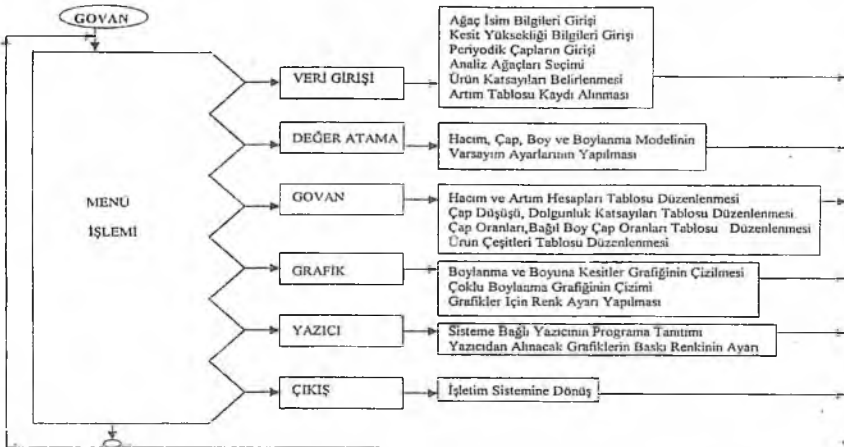 GOVAN
MENÜ
İŞLEMİ
VERİ GİRİŞİ
Ağaç İsim Bilgileri Girişi
Kesit Yüksekliği Bilgileri Girişi
Periyodik Çapların Girişi
Analiz Ağaçları Seçimi
Ürün Katsayıları Belirlenmesi
Artım Tablosu Kaydı Alınması
DEĞER ATAMA
Hacım, Çap, Boy ve Boylanma Modelinin
Varsayım Ayarlarının Yapılması
GOVAN
Hacım ve Artım Hesapları Tablosu Düzenlenmesi
Çap Düşüşü, Dolgunluk Katsayıları Tablosu Düzenlenmesi
Çap Oranları,Bağıl Boy Çap Oranları Tablosu Düzenlenmesi
Ürün Çeşitleri Tablosu Düzenlenmesi
GRAFİK
Boylanma ve Boyuna Kesitler Grafiğinin Çizilmesi
Çoklu Boylanma Grafiğinin Çizimi
Grafikler İçin Renk Ayarı Yapılması
YAZICI
Sisteme Bağlı Yazıcının Programa Tanıtımı
Yazıcıdan Alınacak Grafiklerin Baskı Renkinin Ayarı
ÇIKIŞ
İşletim Sistemine Dönüş